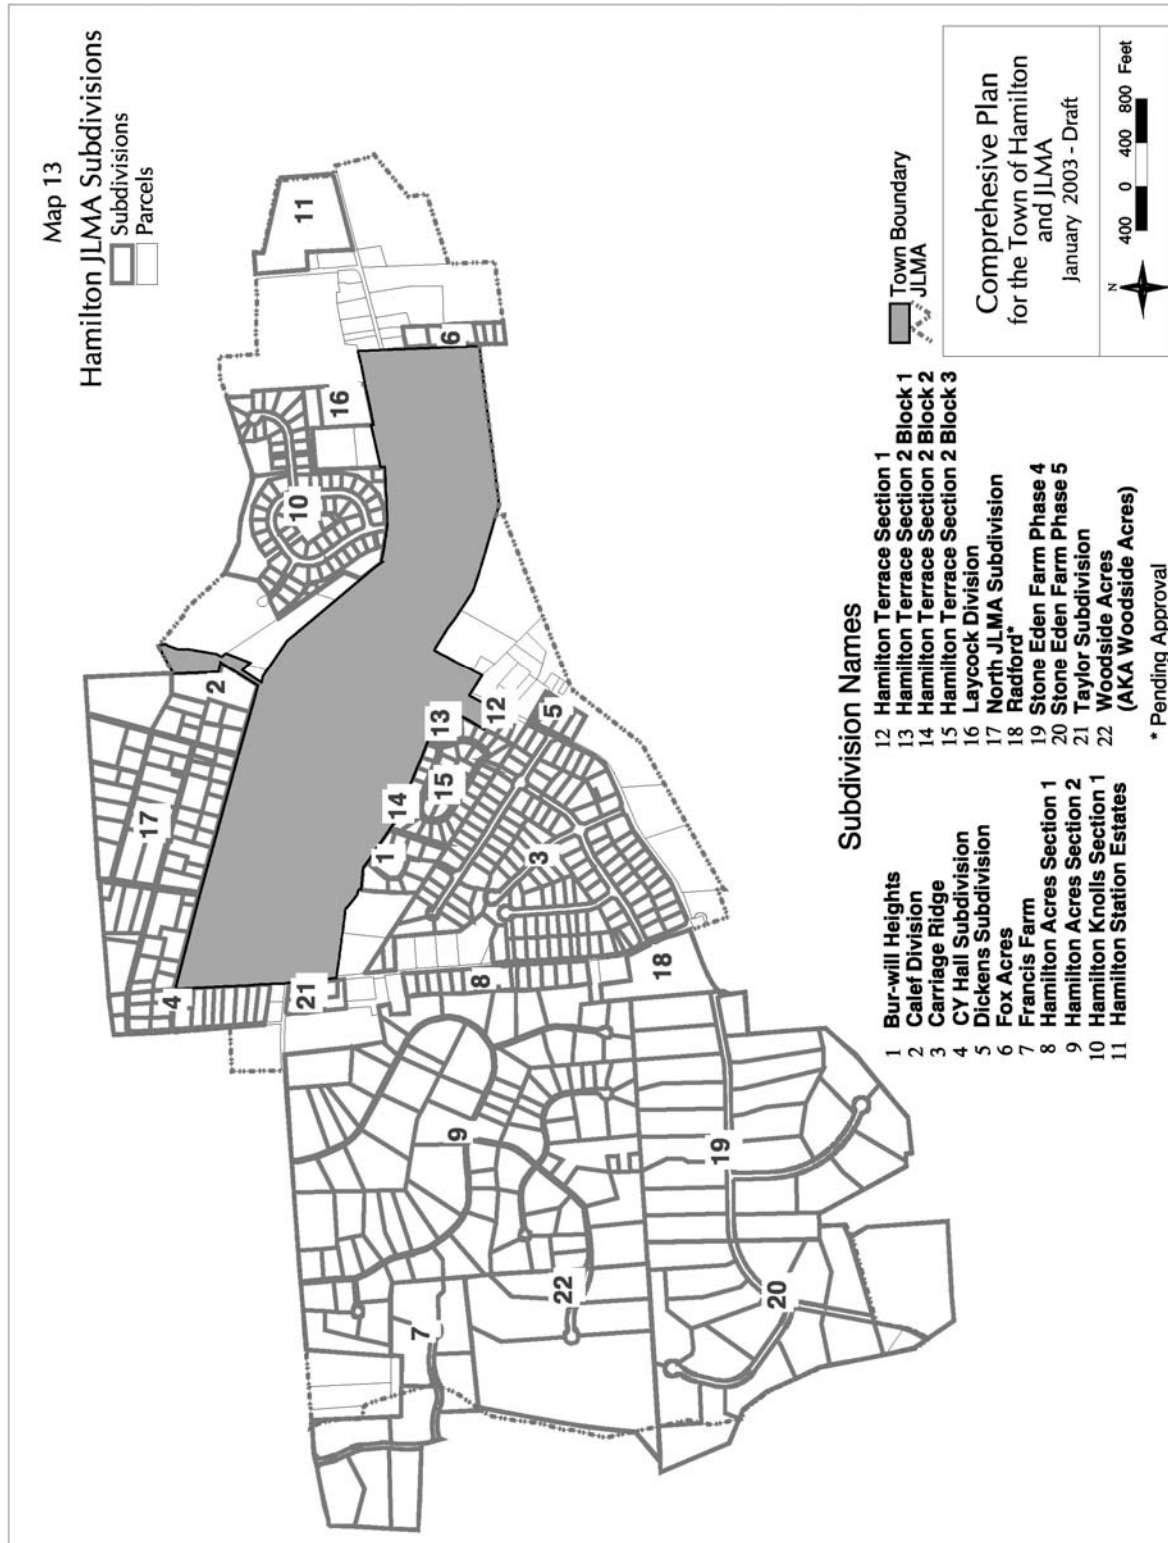 Map 13
Hamilton JLMA Subdivisions
Subdivisions
Parcels
11
6
16
10
2
17
4
21
12
13
14
15
1
5
3
8
18
9
7
22
19
20
Subdivision Names
1 Bur-will Heights
2 Calef Division
3 Carriage Ridge
4 CY Hall Subdivision
5 Dickens Subdivision
6 Fox Acres
7 Francis Farm
8 Hamilton Acres Section 1
9 Hamilton Acres Section 2
10 Hamilton Knolls Section 1
11 Hamilton Station Estates
12 Hamilton Terrace Section 1
13 Hamilton Terrace Section 2 Block 1
14 Hamilton Terrace Section 2 Block 2
15 Hamilton Terrace Section 2 Block 3
16 Laycock Division
17 North JLMA Subdivision
18 Radford*
19 Stone Eden Farm Phase 4
20 Stone Eden Farm Phase 5
21 Taylor Subdivision
22 Woodside Acres
(AKA Woodside Acres)
* Pending Approval
Town Boundary
JLMA
Comprehesive Plan
for the Town of Hamilton
and JLMA
January 2003 - Draft
N
400 0 400 800 Feet